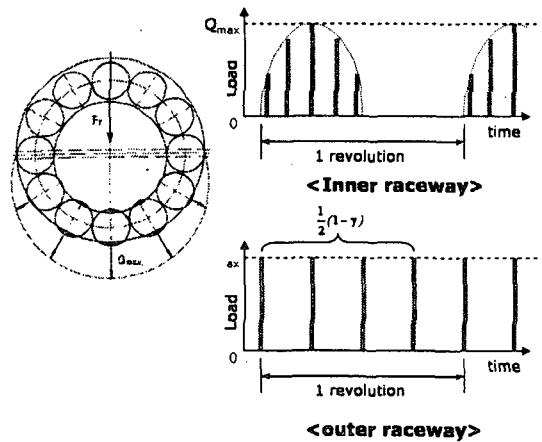 Fr
Qmax
Qmax
Load
0
time
1 revolution
<Inner raceway>
1/2(1-γ)
ax
Load
0
time
1 revolution
<outer raceway>